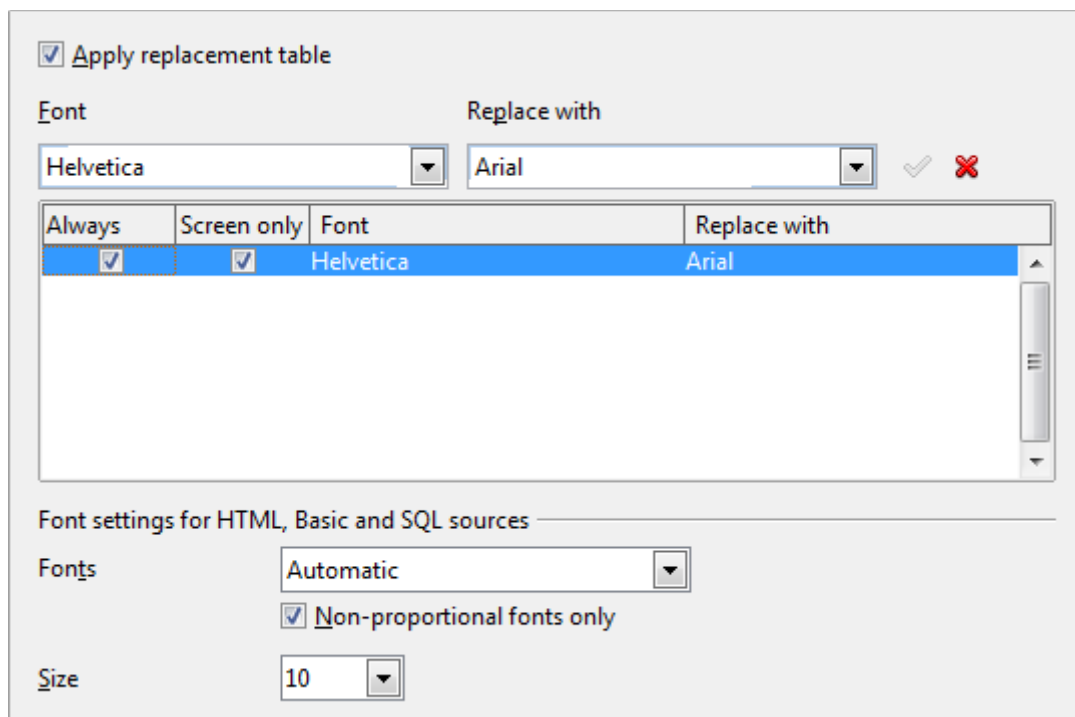 Apply replacement table
Font Replace with
Helvetica Arial
Always Screen only Font Replace with
Helvetica Arial
Font settings for HTML, Basic and SQL sources
Fonts Automatic
Non-proportional fonts only
Size 10